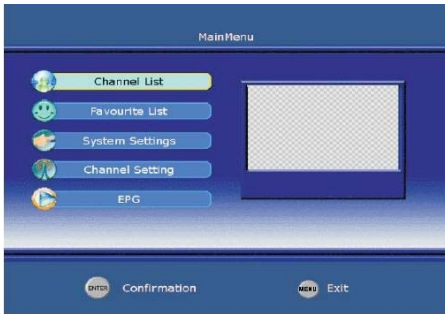 MainMenu
Channel List
Favourite List
System Settings
Channel Setting
EPG
ENTER Confirmation
MENU Exit